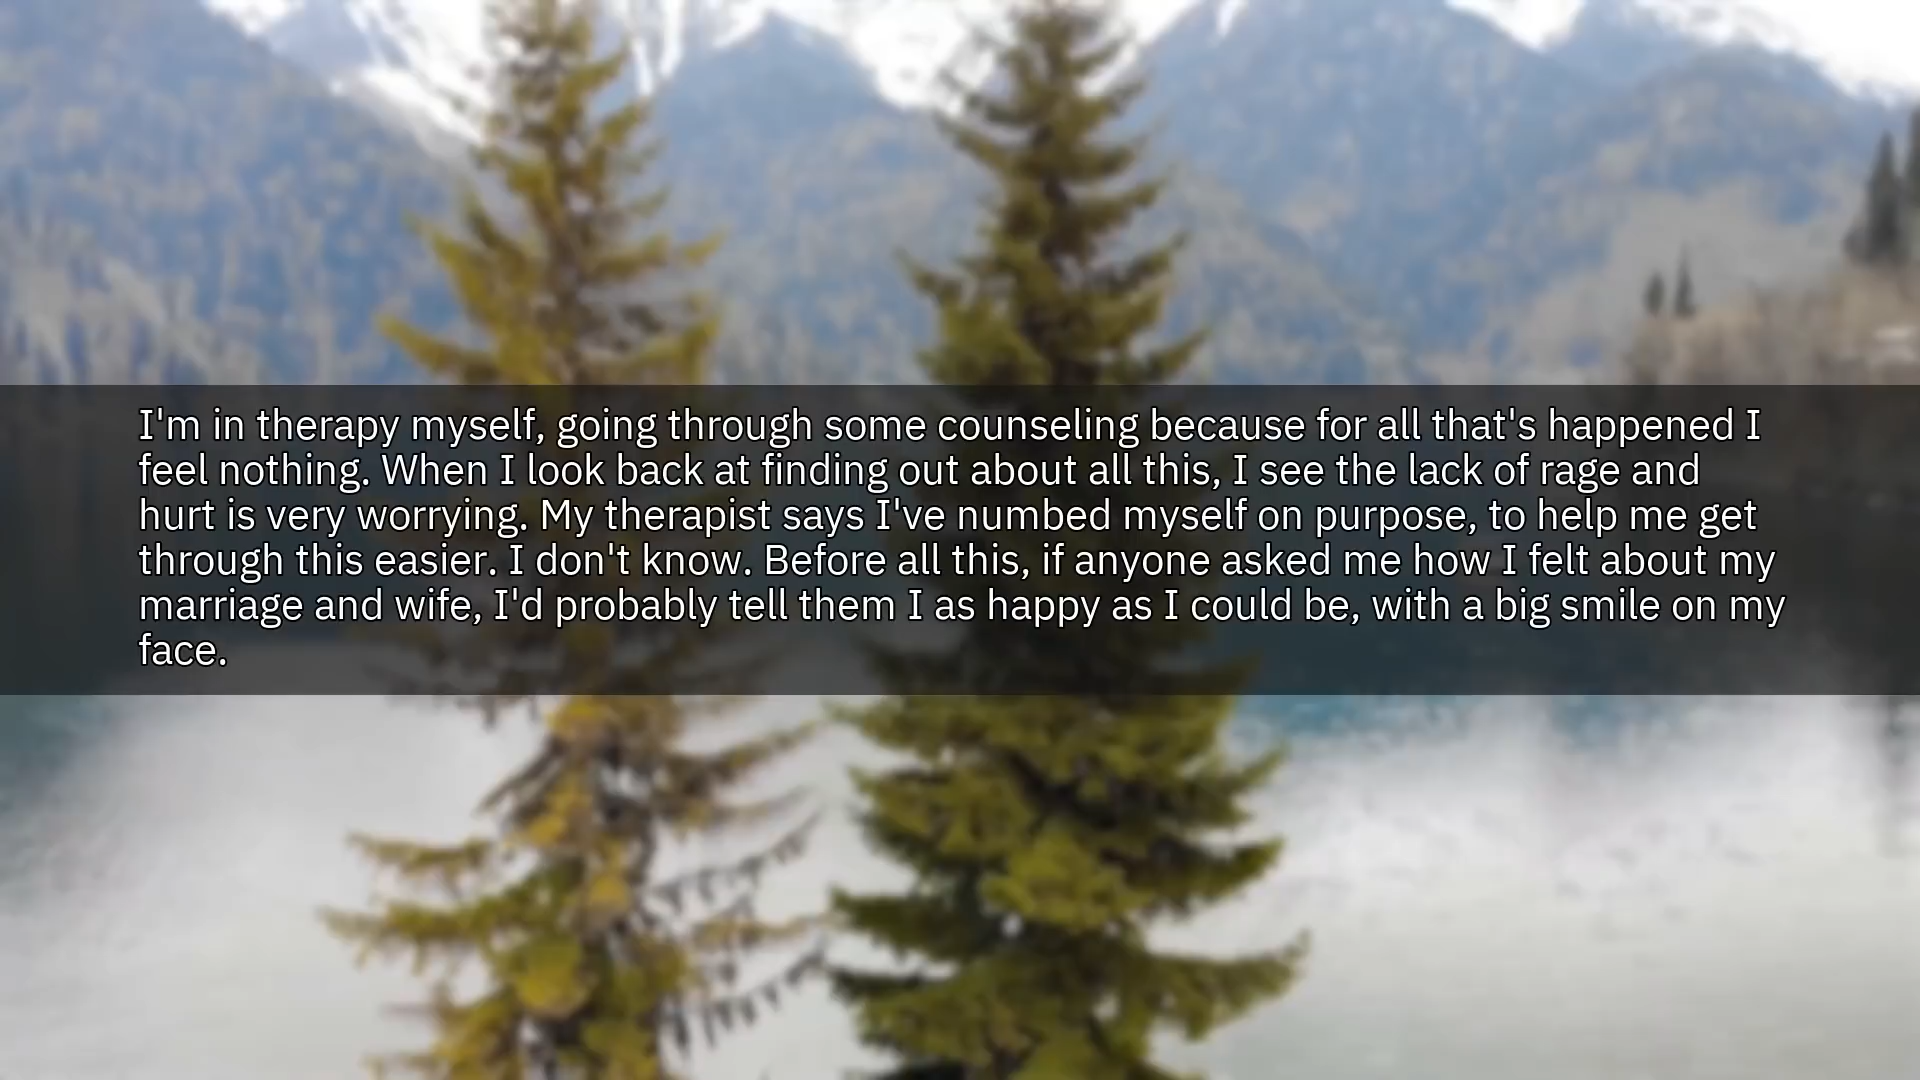 I'm in therapy myself, going through some counseling because for all that's happened I
feel nothing. When I look back at finding out about all this, I see the lack of rage and
hurt is very worrying. My therapist says I've numbed myself on purpose, to help me get
through this easier. I don't know. Before all this, if anyone asked me how I felt about my
marriage and wife, I'd probably tell them I as happy as I could be, with a big smile on my
face.